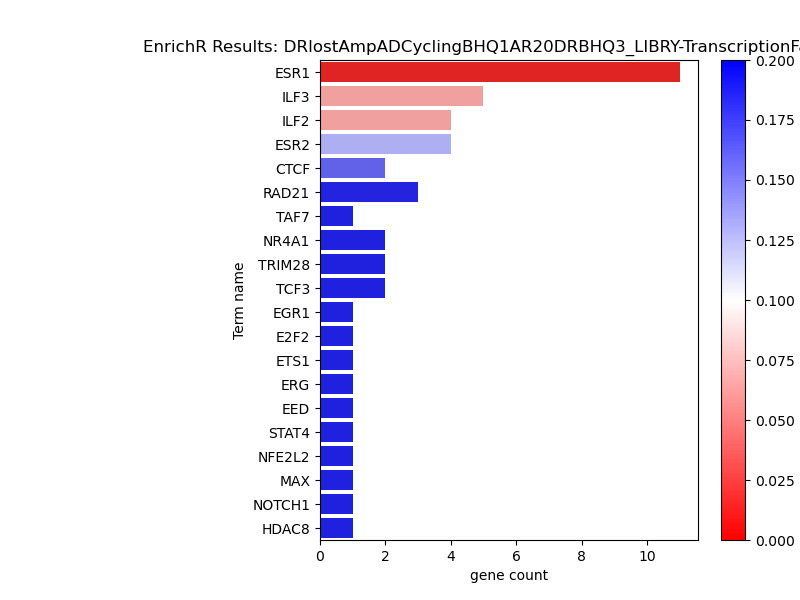 EnrichR Results: DRlostAmpADCyclingBHQ1AR20DRBHQ3_LIBRY-TranscriptionFa
Term name
ESR1
ILF3
ILF2
ESR2
CTCF
RAD21
TAF7
NR4A1
TRIM28
TCF3
EGR1
E2F2
ETS1
ERG
EED
STAT4
NFE2L2
MAX
NOTCH1
HDAC8
0 2 4 6 8 10
gene count
0.200
0.175
0.150
0.125
0.100
0.075
0.050
0.025
0.000